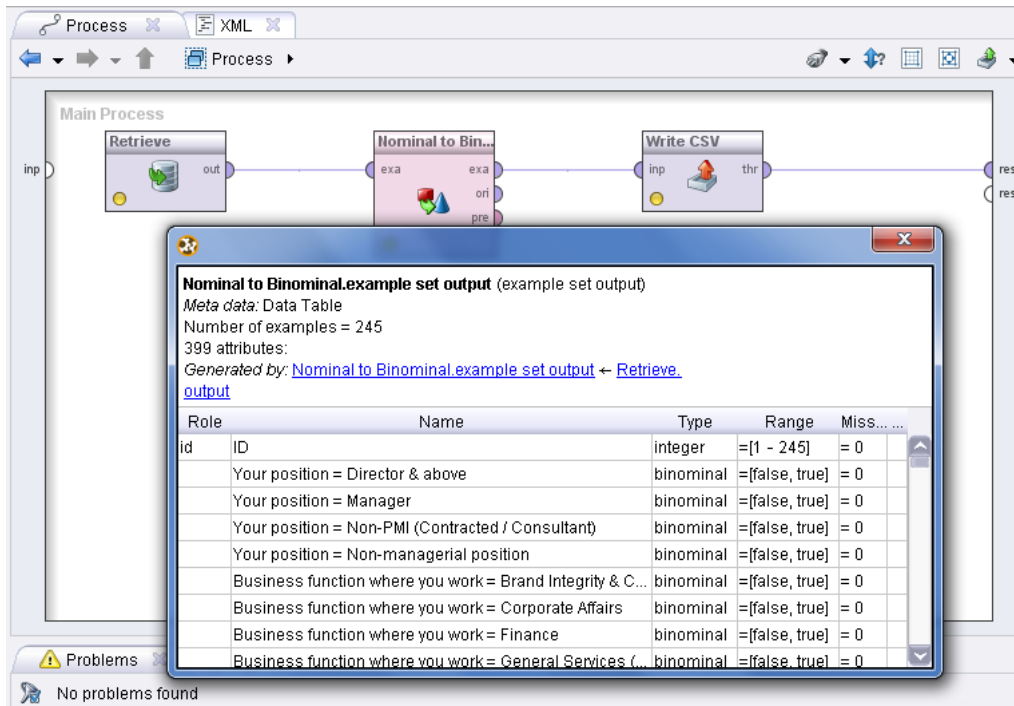 Process XML
Process
Main Process
Retrieve Nominal to Bin... Write CSV
inp out exa exa inp thr res
ori res
pre
x
Nominal to Binominal.example set output (example set output)
Meta data: Data Table
Number of examples = 245
399 attributes:
Generated by: Nominal to Binominal.example set output ← Retrieve.
output
Role Name Type Range Miss... ...
id ID integer =[1 - 245] = 0
Your position = Director & above binominal =[false, true] = 0
Your position = Manager binominal =[false, true] = 0
Your position = Non-PMI (Contracted / Consultant) binominal =[false, true] = 0
Your position = Non-managerial position binominal =[false, true] = 0
Business function where you work = Brand Integrity & C... binominal =[false, true] = 0
Business function where you work = Corporate Affairs binominal =[false, true] = 0
Business function where you work = Finance binominal =[false, true] = 0
Business function where you work = General Services (... binominal =[false, true] = 0
Problems
No problems found